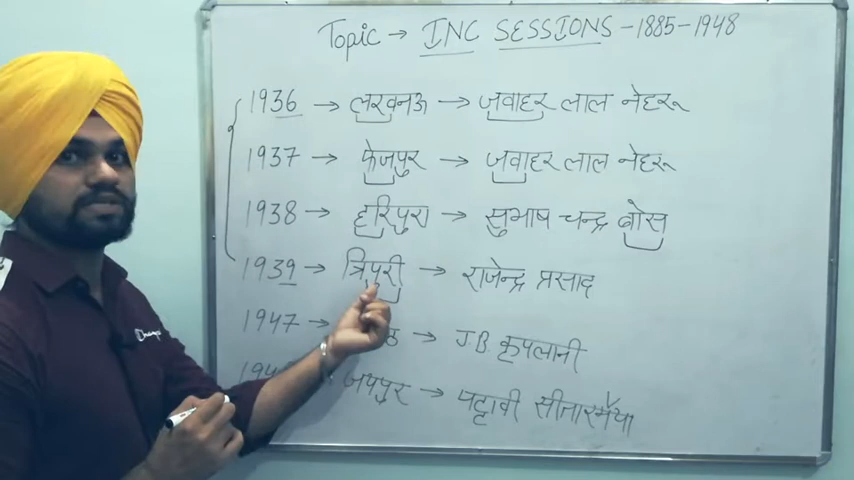 Topic → INC SESSIONS - 1885-1948
1936 → लखनऊ → जवाहर लाल नेहरू
1937 → फेजपुर → जवाहर लाल नेहरू
1938 → हरिपुरा → सुभाष चन्द्र बोस
1939 → त्रिपुरी → राजेन्द्र प्रसाद
1947 → ठ → J.B. कृपलानी
194 जयपुर → पट्टावी सीतारमैया